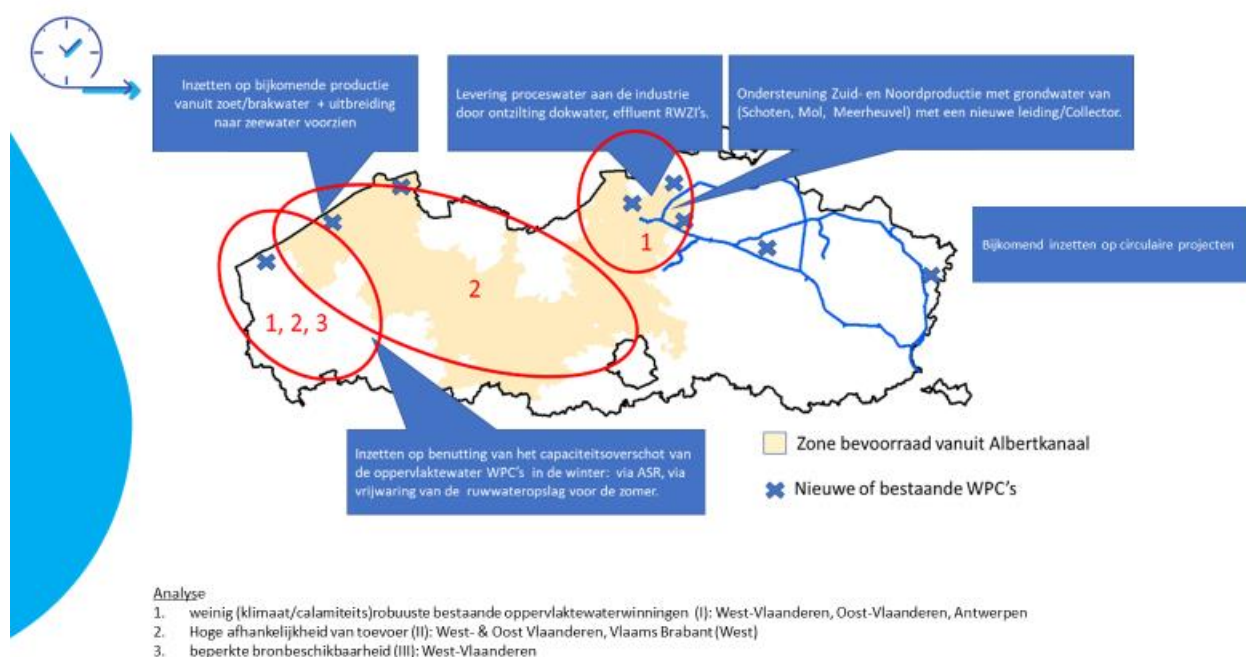 Inzetten op bijkomende productie
vanuit zoet/brakwater + uitbreiding
naar zeewater voorzien
Levering proceswater aan de industrie
door ontzilting dokwater, effluent RWZI's.
Ondersteuning Zuid- en Noordproductie met grondwater van
(Schoten, Mol, Meerheuvel) met een nieuwe leiding/Collector.
Bijkomend inzetten op circulaire projecten
1
2
1, 2, 3
Inzetten op benutting van het capaciteitsoverschot van
de oppervlaktewater WPC's in de winter: via ASR, via
vrijwaring van de ruwwateropslag voor de zomer.
Zone bevoorraad vanuit Albertkanaal
Nieuwe of bestaande WPC's
Analyse
1. weinig (klimaat/calamiteits)robuuste bestaande oppervlaktewaterwinningen (I): West-Vlaanderen, Oost-Vlaanderen, Antwerpen
2. Hoge afhankelijkheid van toevoer (II): West- & Oost Vlaanderen, Vlaams Brabant (West)
3. beperkte bronbeschikbaarheid (III): West-Vlaanderen